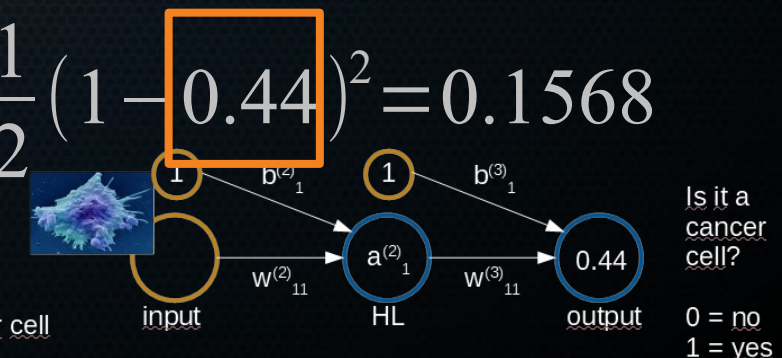 1/2 (1 − 0.44)² = 0.1568
1 b⁽²⁾₁ 1 b⁽³⁾₁
a⁽²⁾₁ 0.44
w⁽²⁾₁₁ w⁽³⁾₁₁
input HL output
cell
Is it a
cancer
cell?
0 = no
1 = yes